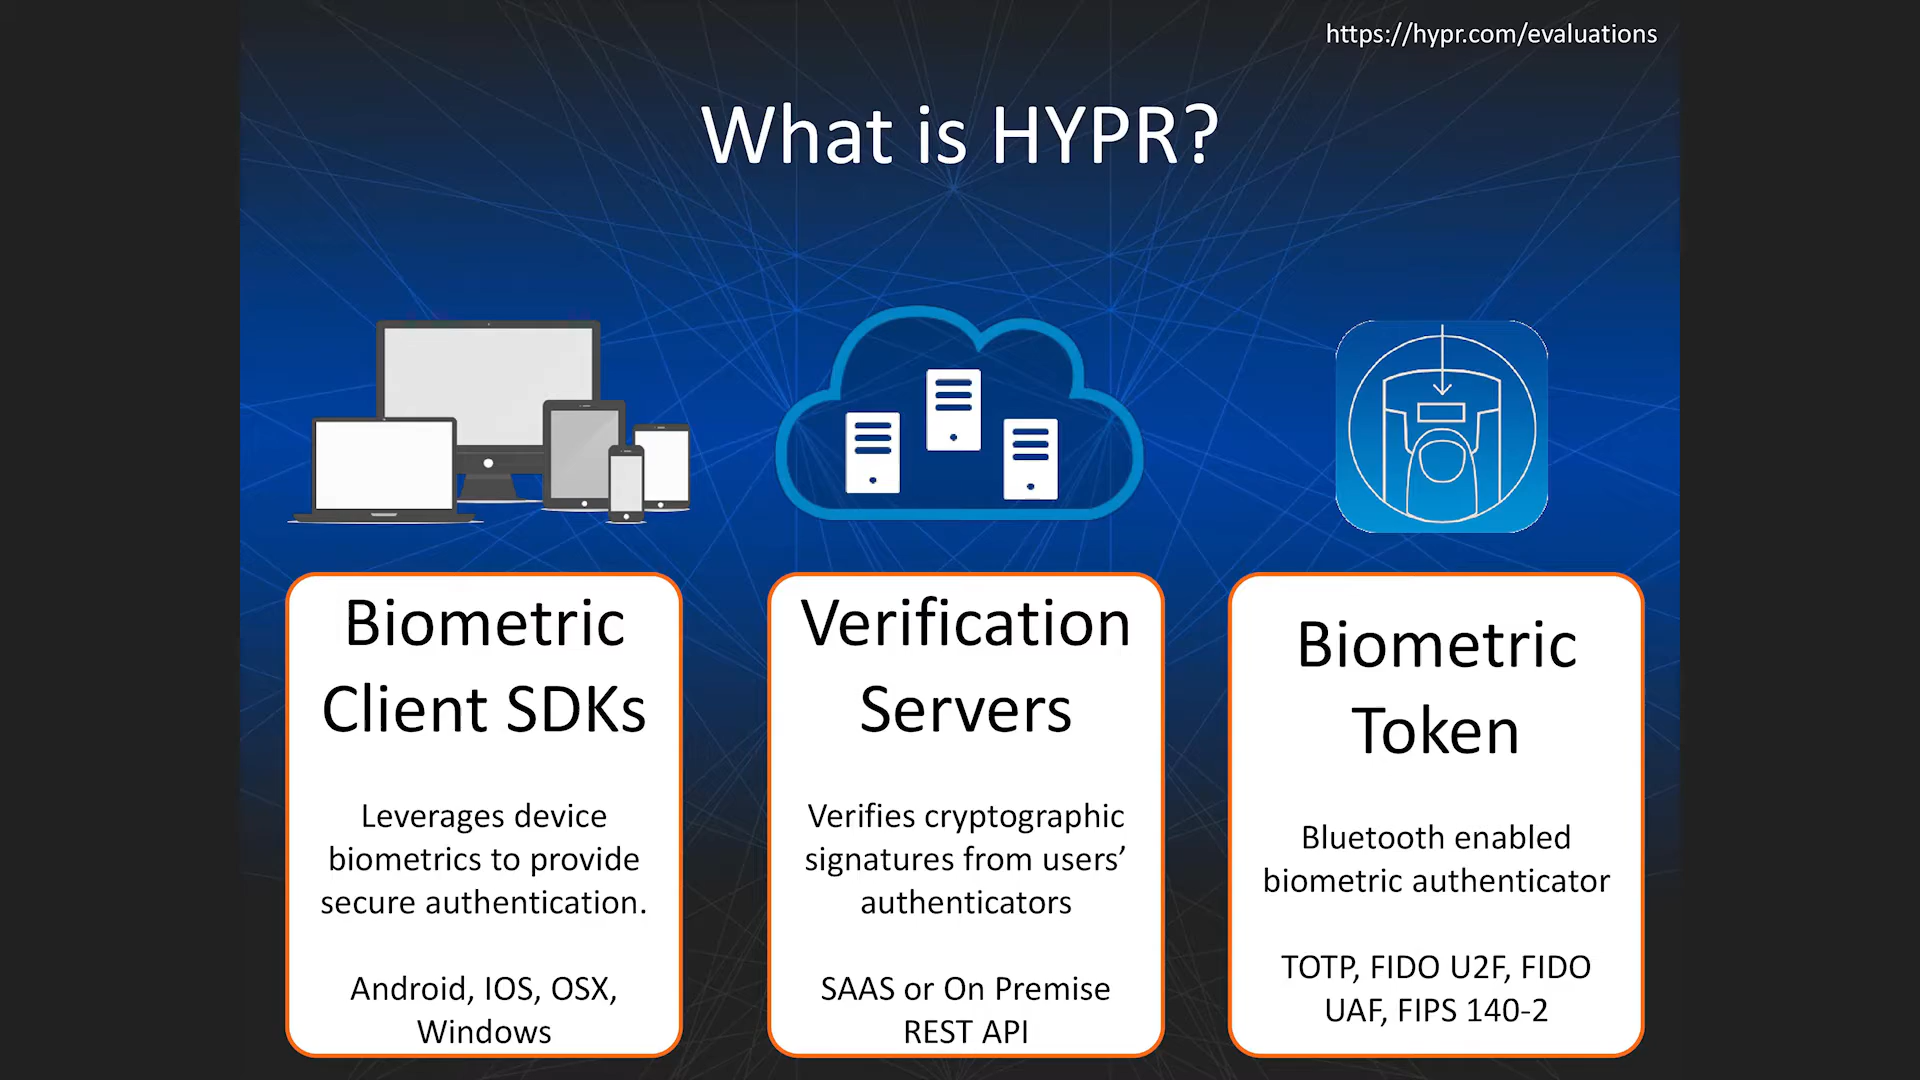 https://hypr.com/evaluations
What is HYPR?
Biometric
Client SDKs
Leverages device
biometrics to provide
secure authentication.
Android, IOS, OSX,
Windows
Verification
Servers
Verifies cryptographic
signatures from users’
authenticators
SAAS or On Premise
REST API
Biometric
Token
Bluetooth enabled
biometric authenticator
TOTP, FIDO U2F, FIDO
UAF, FIPS 140-2